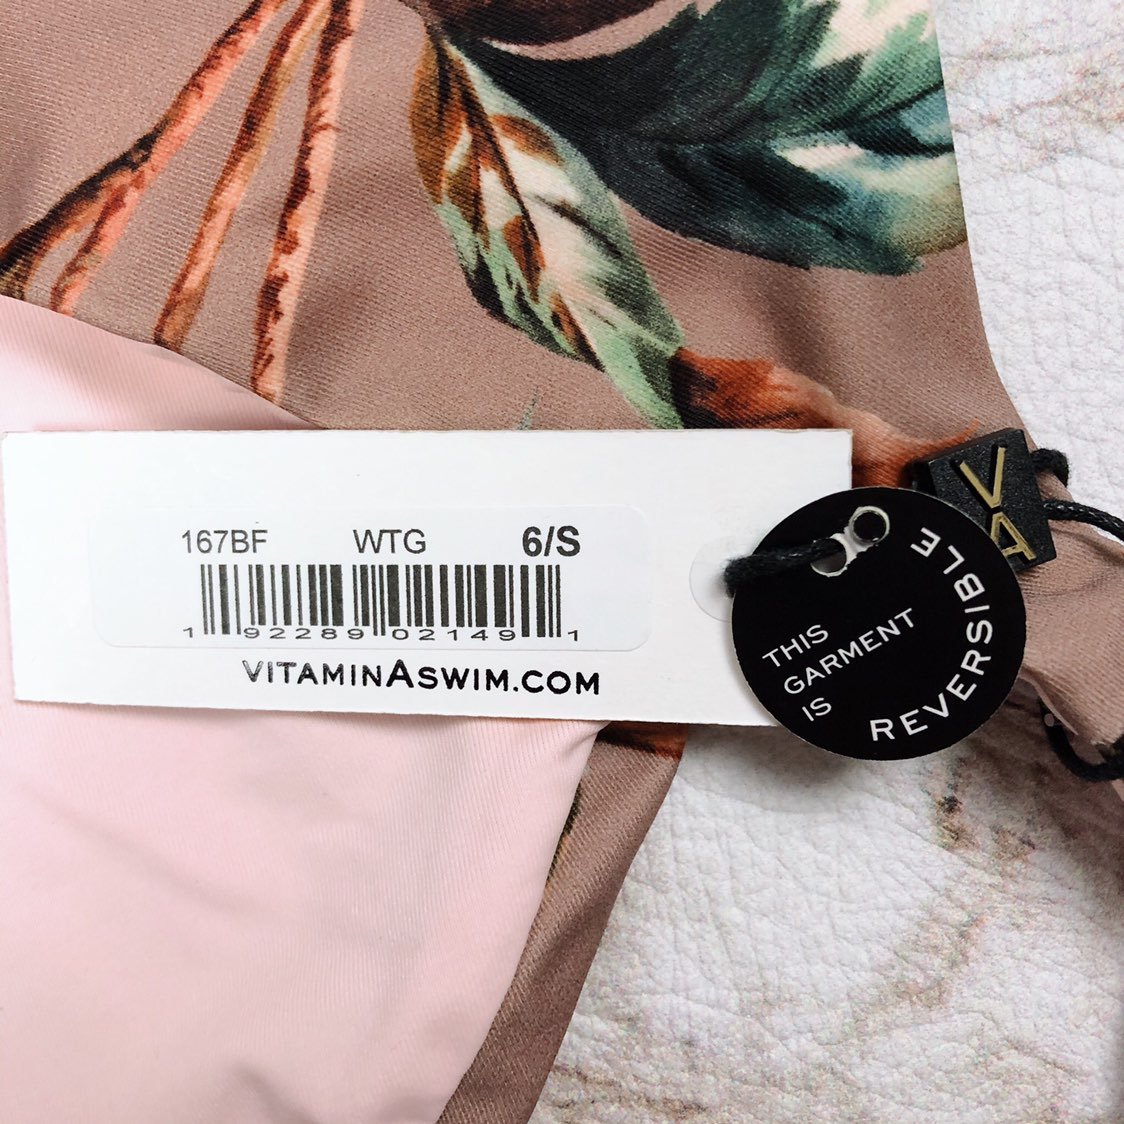 167BF WTG 6/S
1 92289 02149 1
VITAMINASWIM.COM
VA
THIS
GARMENT
IS
REVERSIBLE